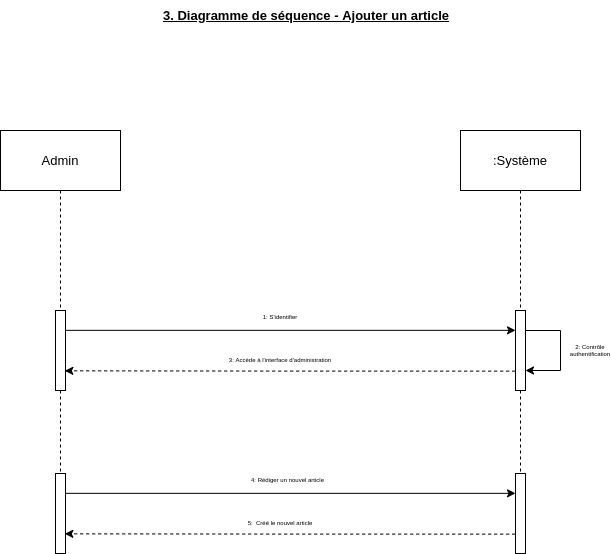 3. Diagramme de séquence - Ajouter un article
Admin
:Système
1: S'identifier
2: Contrôle
authentification
3: Accède à l'interface d'administration
4: Rédiger un nouvel article
5: Créé le nouvel article